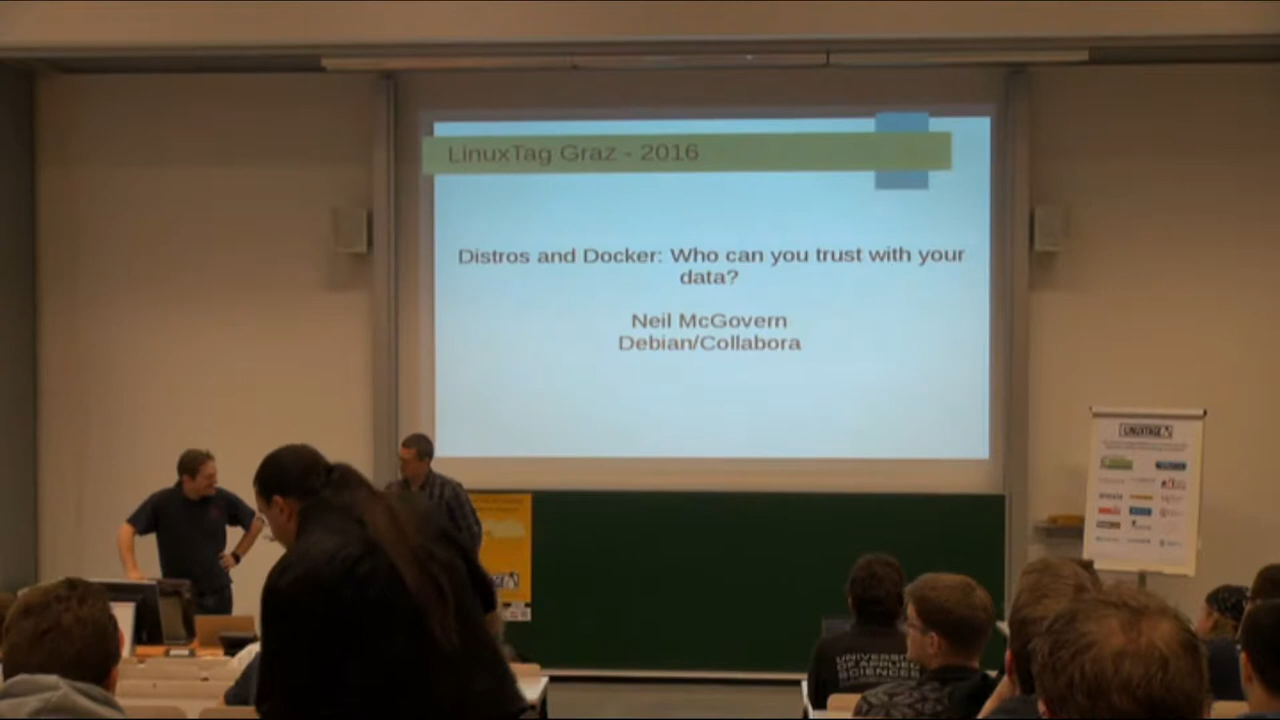 LinuxTag Graz - 2016
Distros and Docker: Who can you trust with your
data?
Neil McGovern
Debian/Collabora
LINUXTAGE
UNIVERSITY
OF APPLIED
SCIENCES